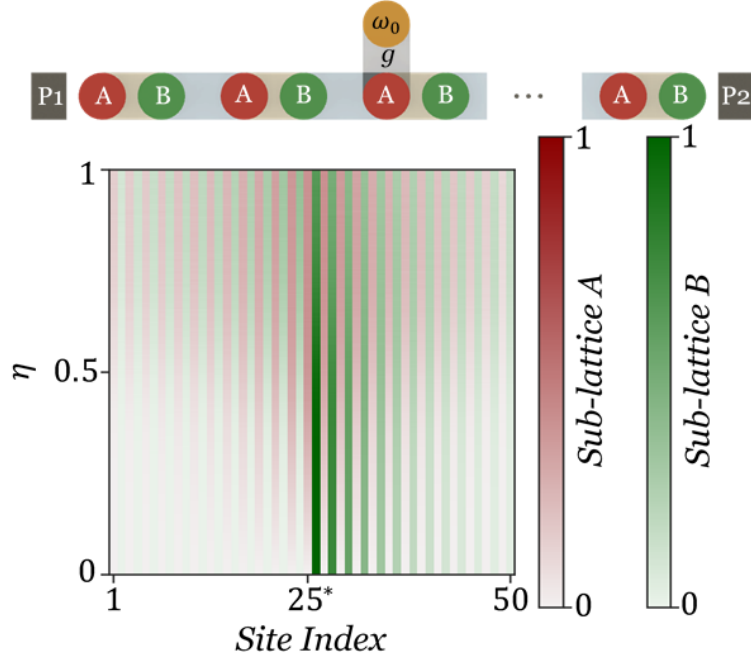 ω₀
g
P1 A B A B A B ... A B P2
1 1 1
η 0.5 Sub-lattice A Sub-lattice B
0 0 0
1 25* 50
Site Index